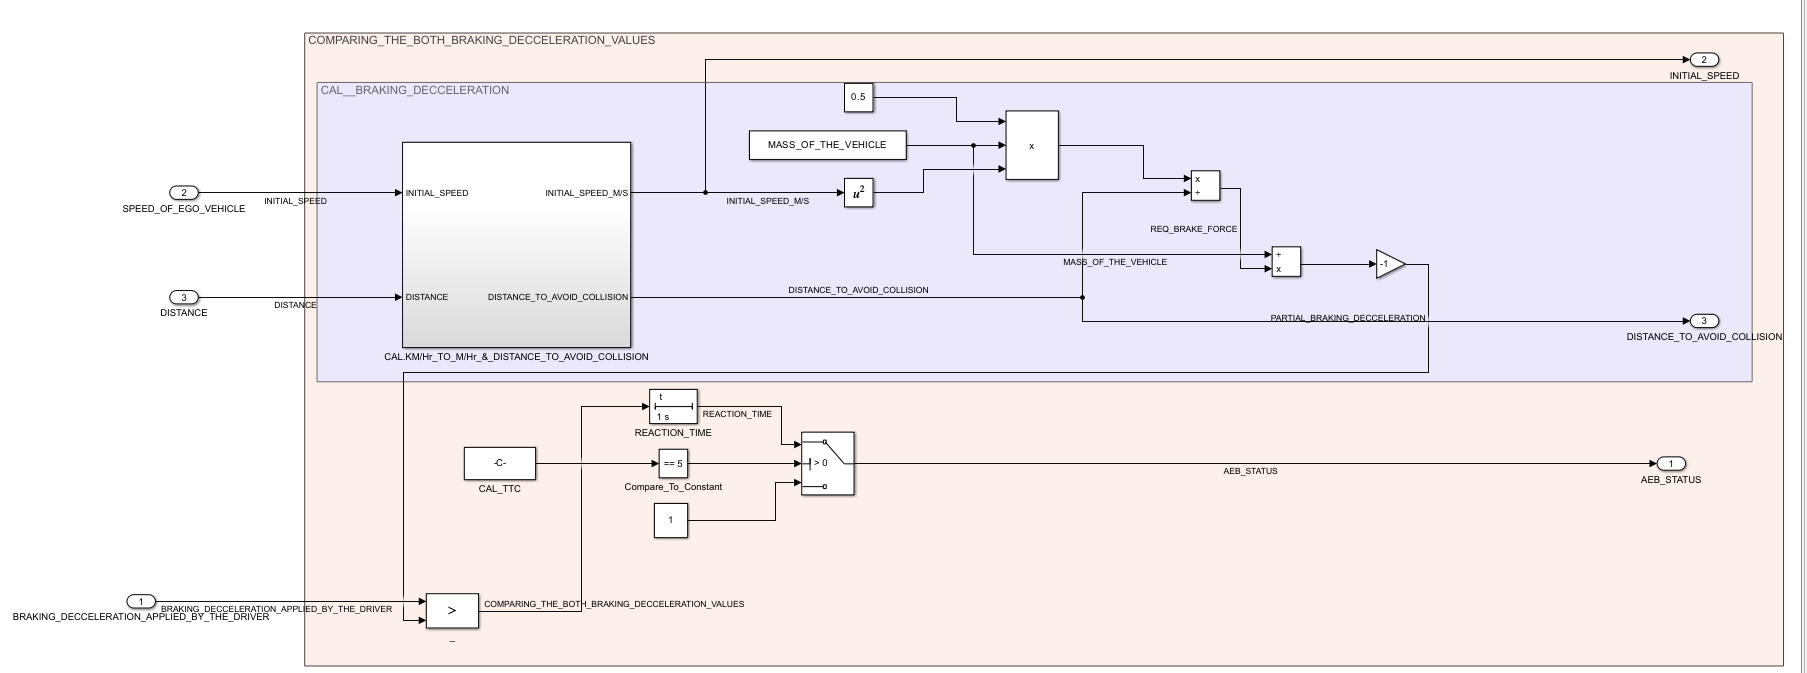 COMPARING_THE_BOTH_BRAKING_DECCELERATION_VALUES
2
INITIAL_SPEED
CAL__BRAKING_DECCELERATION
0.5
MASS_OF_THE_VEHICLE
x
2
SPEED_OF_EGO_VEHICLE
INITIAL_SPEED
INITIAL_SPEED
INITIAL_SPEED_M/S
INITIAL_SPEED_M/S
u²
x
÷
REQ_BRAKE_FORCE
÷
x
MASS_OF_THE_VEHICLE
-1
3
DISTANCE
DISTANCE
DISTANCE
DISTANCE_TO_AVOID_COLLISION
DISTANCE_TO_AVOID_COLLISION
PARTIAL_BRAKING_DECCELERATION
3
DISTANCE_TO_AVOID_COLLISION
CAL.KM/Hr_TO_M/Hr_&_DISTANCE_TO_AVOID_COLLISION
t
1 s
REACTION_TIME
REACTION_TIME
-C-
CAL_TTC
== 5
Compare_To_Constant
> 0
1
AEB_STATUS
1
AEB_STATUS
1
BRAKING_DECCELERATION_APPLIED_BY_THE_DRIVER
BRAKING_DECCELERATION_APPLIED_BY_THE_DRIVER
>
COMPARING_THE_BOTH_BRAKING_DECCELERATION_VALUES
_